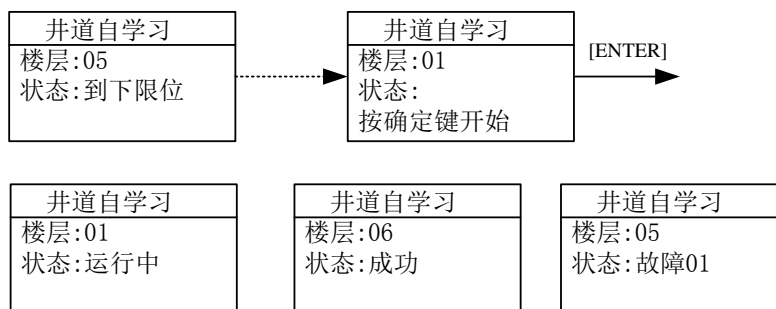 井道自学习
楼层:05
状态:到下限位
井道自学习
楼层:01
状态:
按确定键开始
[ENTER]
井道自学习
楼层:01
状态:运行中
井道自学习
楼层:06
状态:成功
井道自学习
楼层:05
状态:故障01